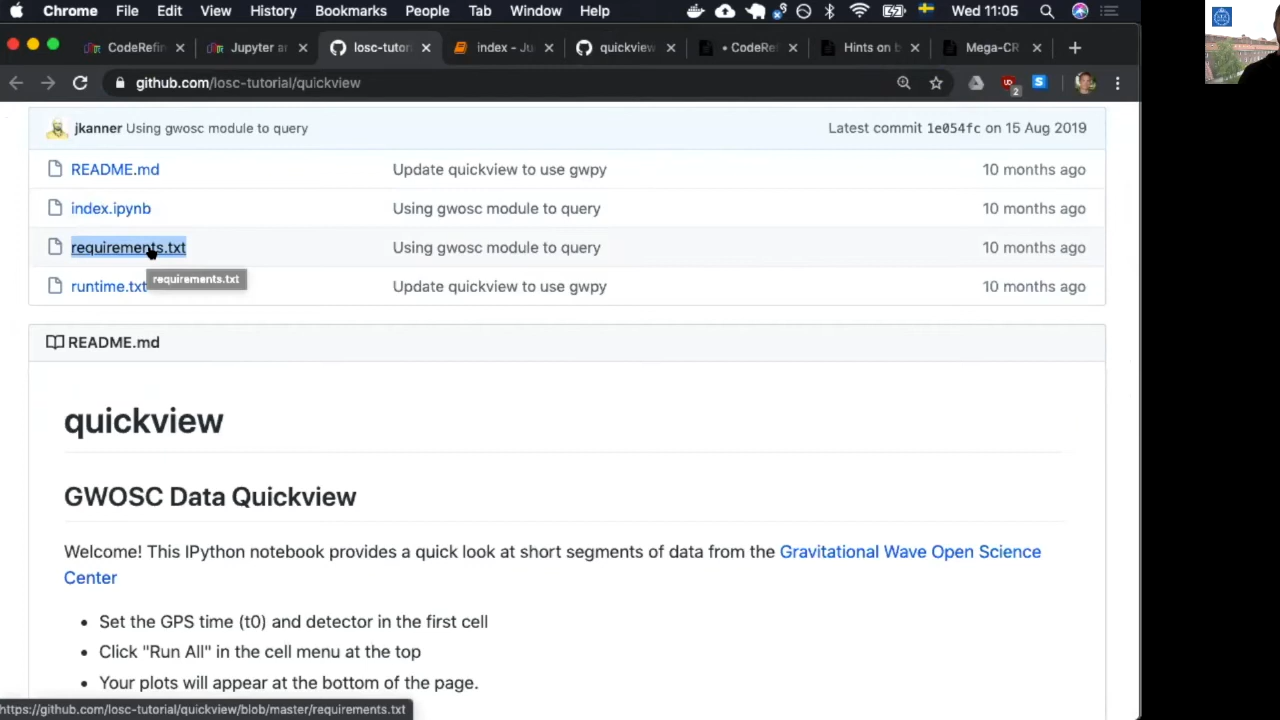 Chrome File Edit View History Bookmarks People Tab Window Help Wed 11:05
CodeRefin Jupyter an losc-tutori index - Ju quickview • CodeRef Hints on b Mega-CR
github.com/losc-tutorial/quickview
2
jkanner Using gwosc module to query Latest commit 1e054fc on 15 Aug 2019
README.md Update quickview to use gwpy 10 months ago
index.ipynb Using gwosc module to query 10 months ago
requirements.txt Using gwosc module to query 10 months ago
requirements.txt
runtime.txt Update quickview to use gwpy 10 months ago
README.md
quickview
GWOSC Data Quickview
Welcome! This IPython notebook provides a quick look at short segments of data from the Gravitational Wave Open Science
Center
• Set the GPS time (t0) and detector in the first cell
• Click "Run All" in the cell menu at the top
• Your plots will appear at the bottom of the page.
https://github.com/losc-tutorial/quickview/blob/master/requirements.txt